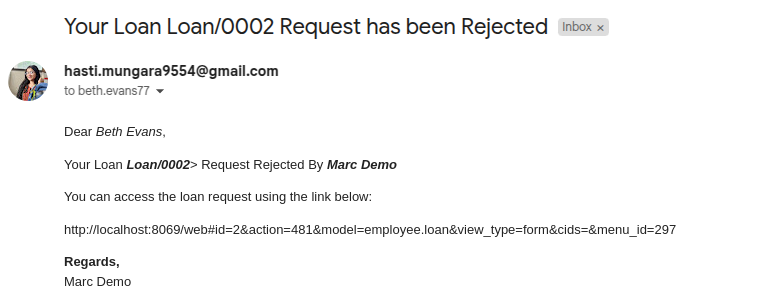 Your Loan Loan/0002 Request has been Rejected Inbox ×
hasti.mungara9554@gmail.com
to beth.evans77
Dear Beth Evans,
Your Loan Loan/0002> Request Rejected By Marc Demo
You can access the loan request using the link below:
http://localhost:8069/web#id=2&action=481&model=employee.loan&view_type=form&cids=&menu_id=297
Regards,
Marc Demo